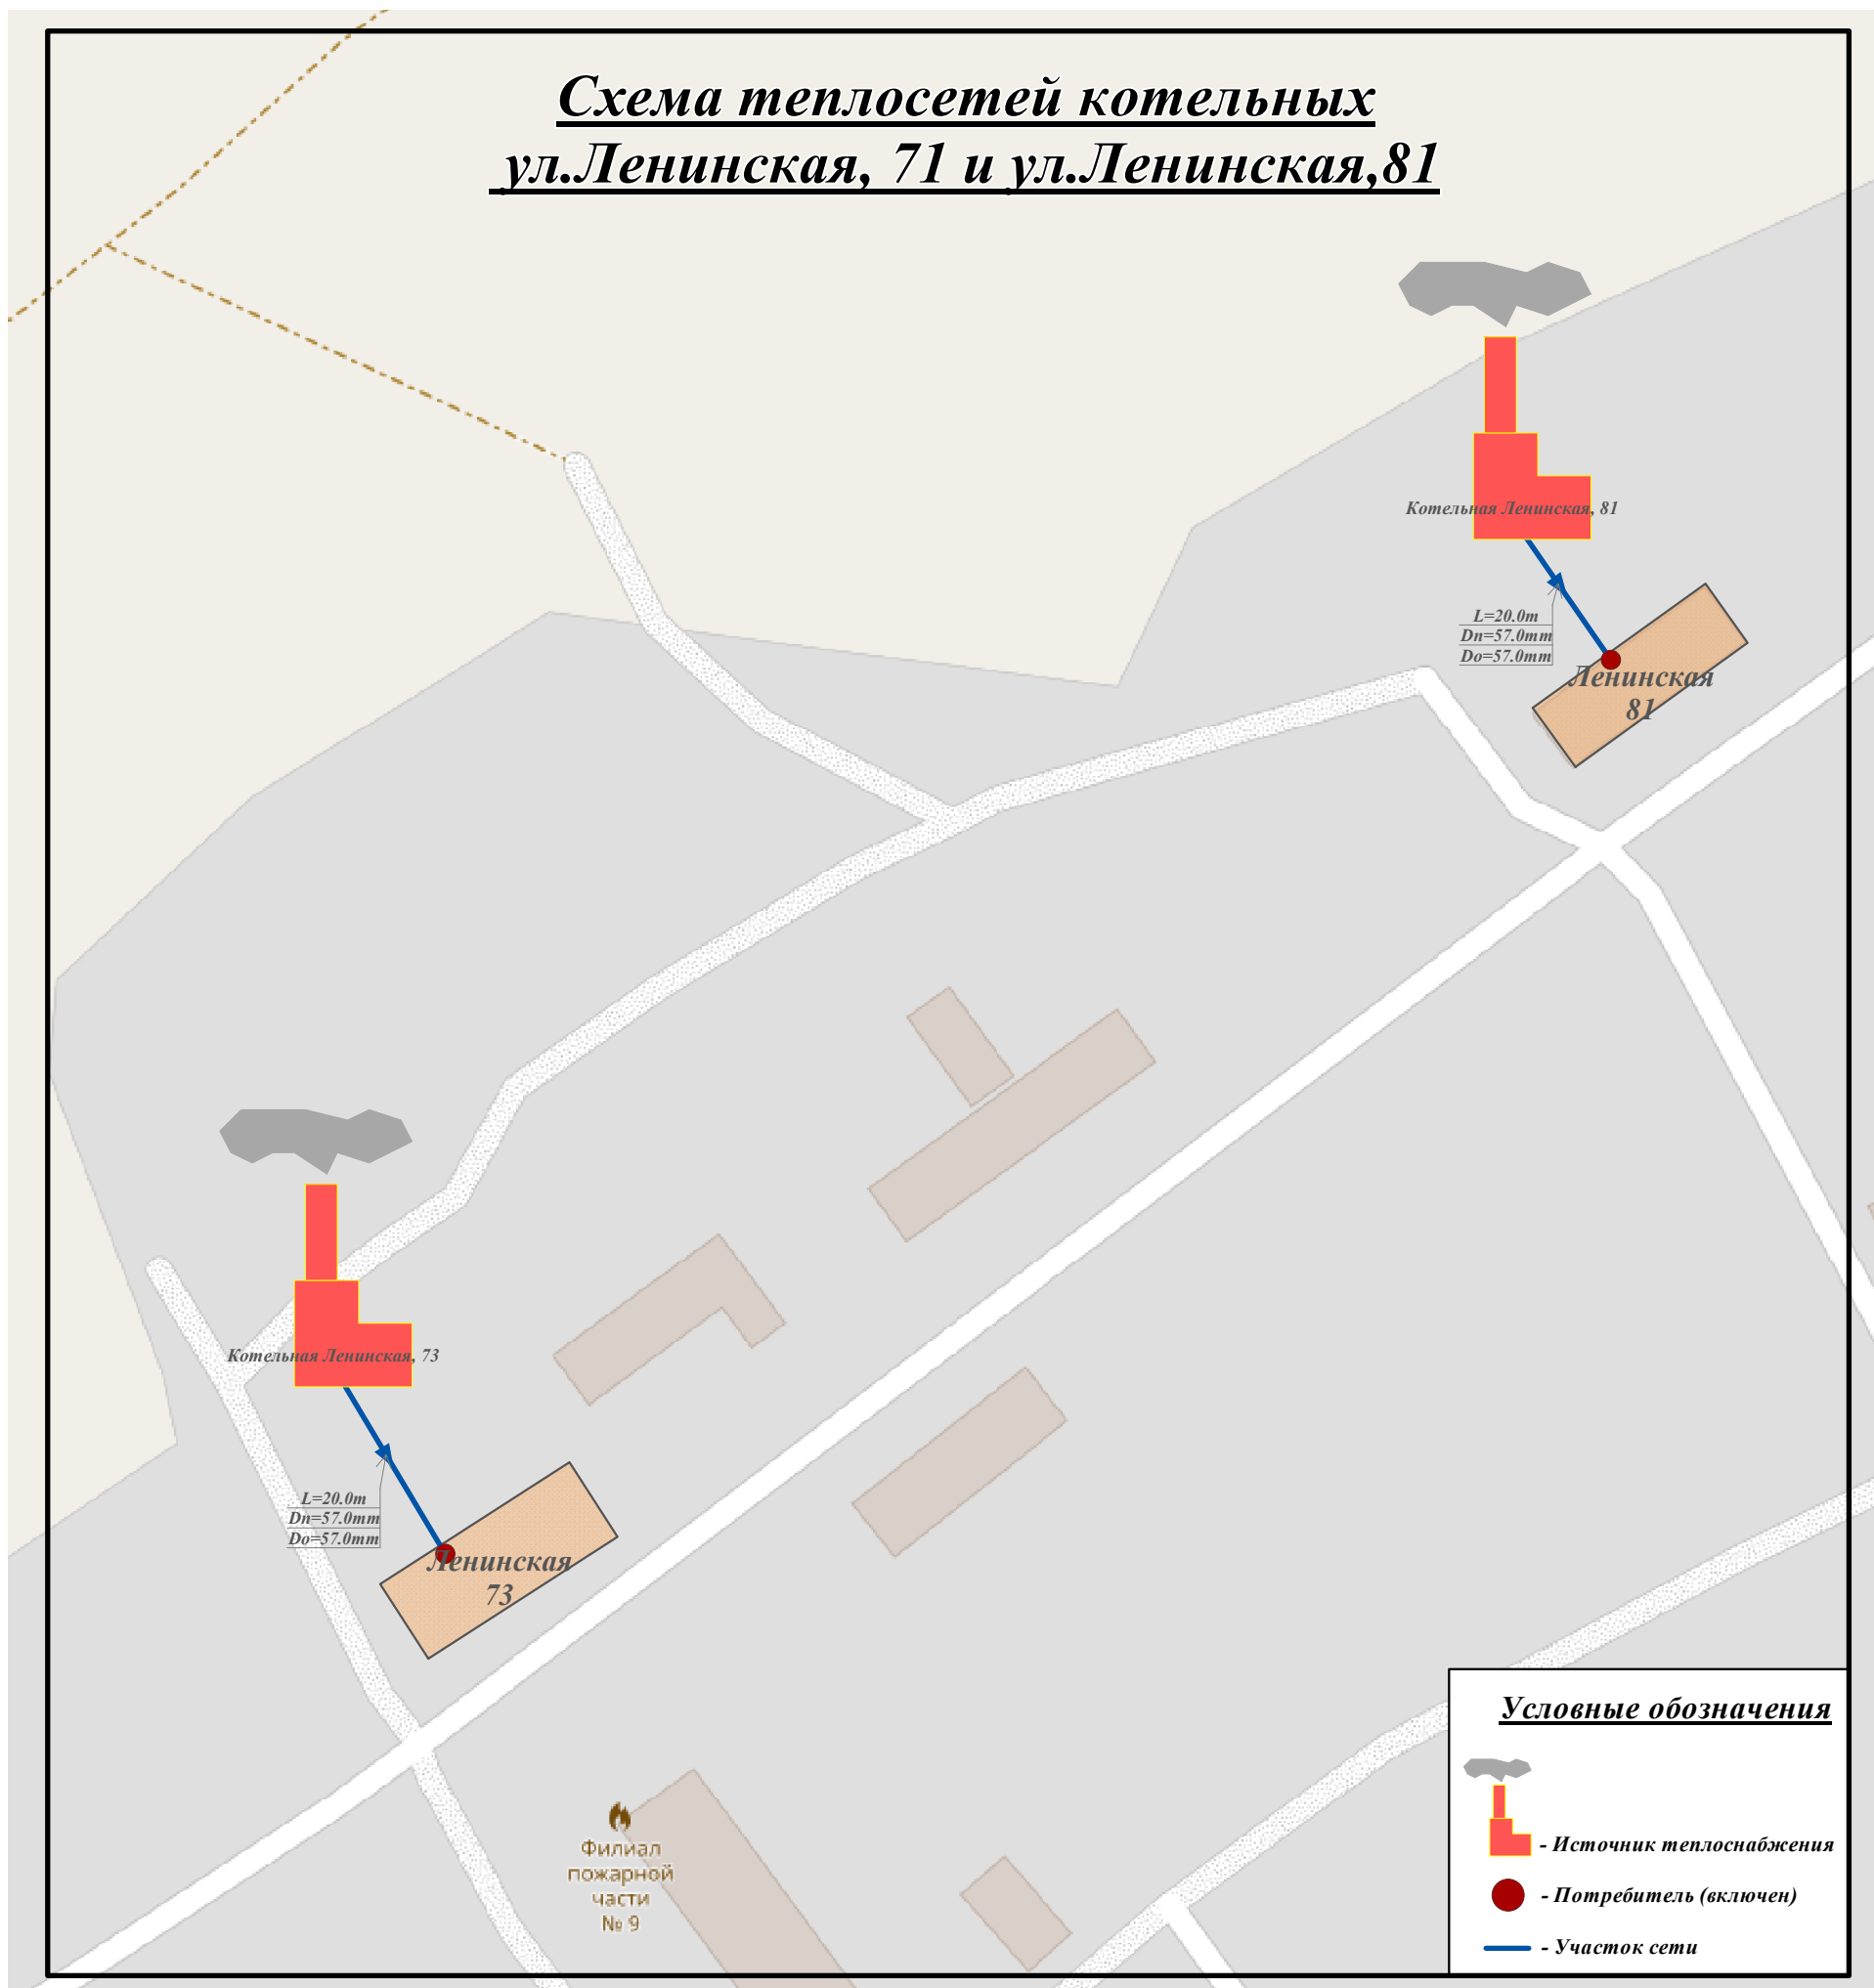 Схема теплосетей котельных
ул.Ленинская, 71 и ул.Ленинская,81
Котельная Ленинская, 81
L=20.0m
Dn=57.0mm
Do=57.0mm
Ленинская
81
Котельная Ленинская, 73
L=20.0m
Dn=57.0mm
Do=57.0mm
Ленинская
73
Филиал
пожарной
части
№ 9
Условные обозначения
- Источник теплоснабжения
- Потребитель (включен)
- Участок сети